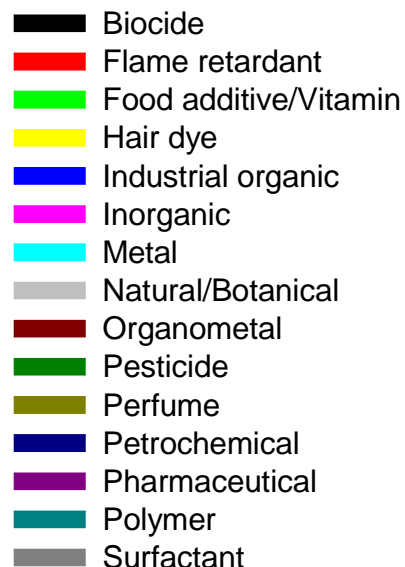 Biocide
Flame retardant
Food additive/Vitamin
Hair dye
Industrial organic
Inorganic
Metal
Natural/Botanical
Organometal
Pesticide
Perfume
Petrochemical
Pharmaceutical
Polymer
Surfactant